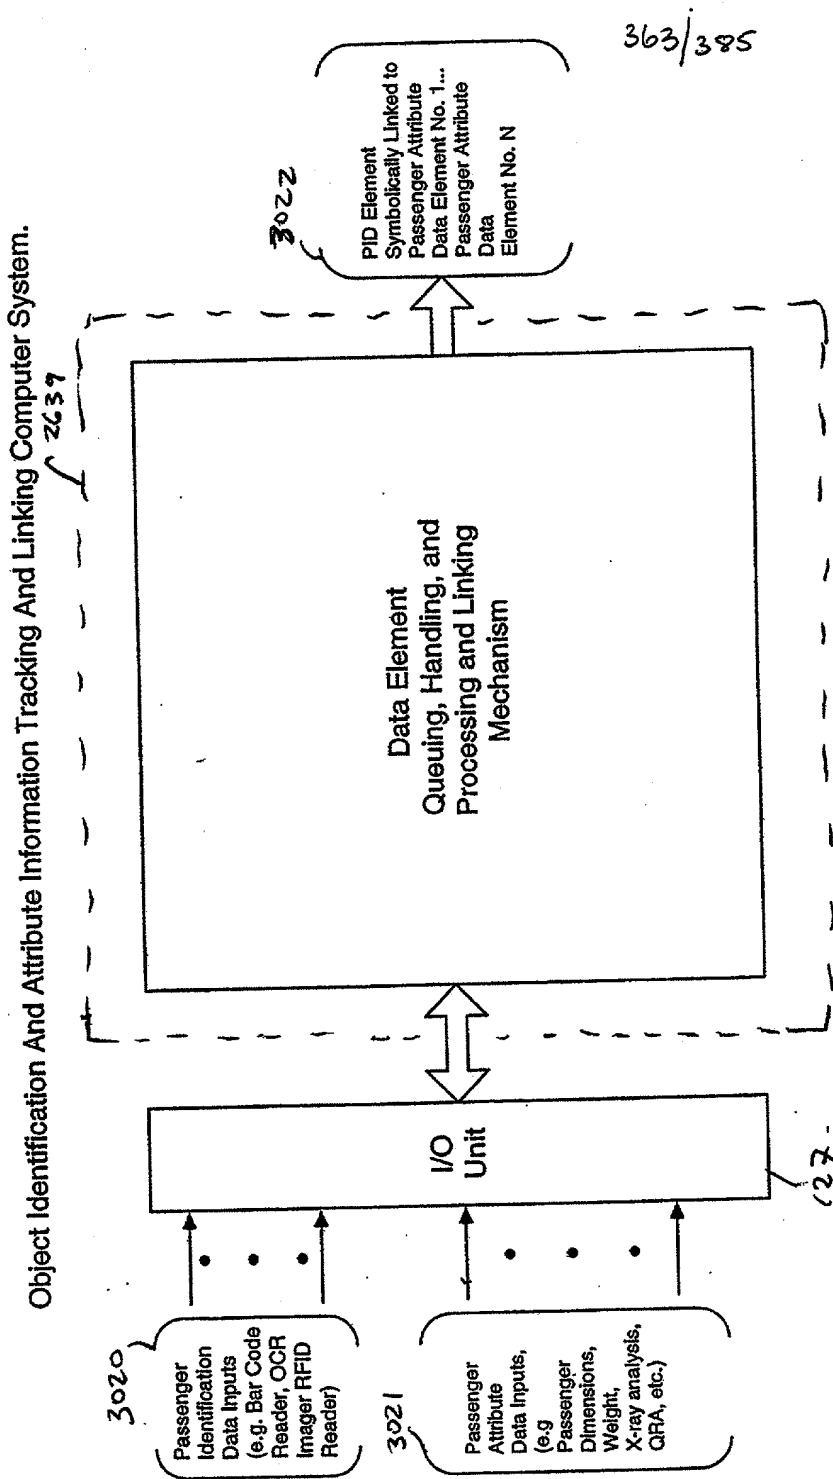 363/385
Object Identification And Attribute Information Tracking And Linking Computer System.
2639
3020
Passenger
Identification
Data Inputs
(e.g. Bar Code
Reader, OCR
Imager RFID
Reader)
3021
Passenger
Attribute
Data Inputs,
(e.g
Passenger
Dimensions,
Weight,
X-ray analysis,
QRA, etc.)
I/O
Unit
Data Element
Queuing, Handling, and
Processing and Linking
Mechanism
3022
PID Element
Symbolically Linked to
Passenger Attribute
Data Element No. 1...
Passenger Attribute
Data
Element No. N